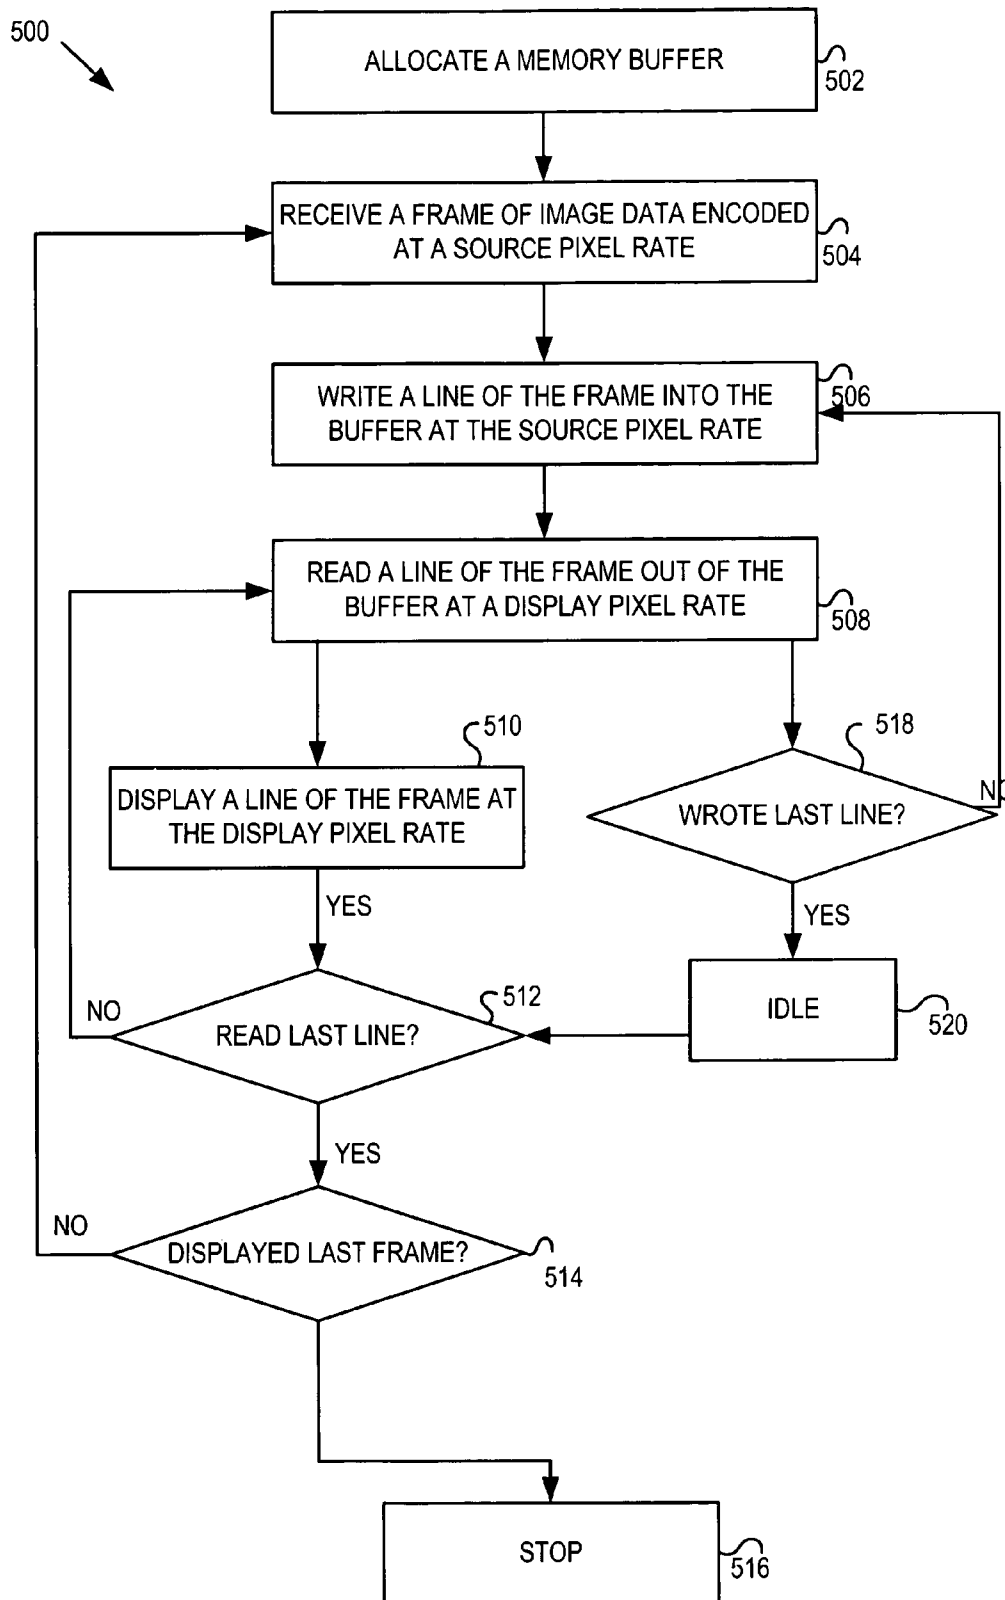 500
ALLOCATE A MEMORY BUFFER
502
RECEIVE A FRAME OF IMAGE DATA ENCODED
AT A SOURCE PIXEL RATE
504
WRITE A LINE OF THE FRAME INTO THE
BUFFER AT THE SOURCE PIXEL RATE
506
READ A LINE OF THE FRAME OUT OF THE
BUFFER AT A DISPLAY PIXEL RATE
508
510
DISPLAY A LINE OF THE FRAME AT
THE DISPLAY PIXEL RATE
518
WROTE LAST LINE?
NO
YES
YES
IDLE
520
NO
512
READ LAST LINE?
YES
NO
DISPLAYED LAST FRAME?
514
STOP
516